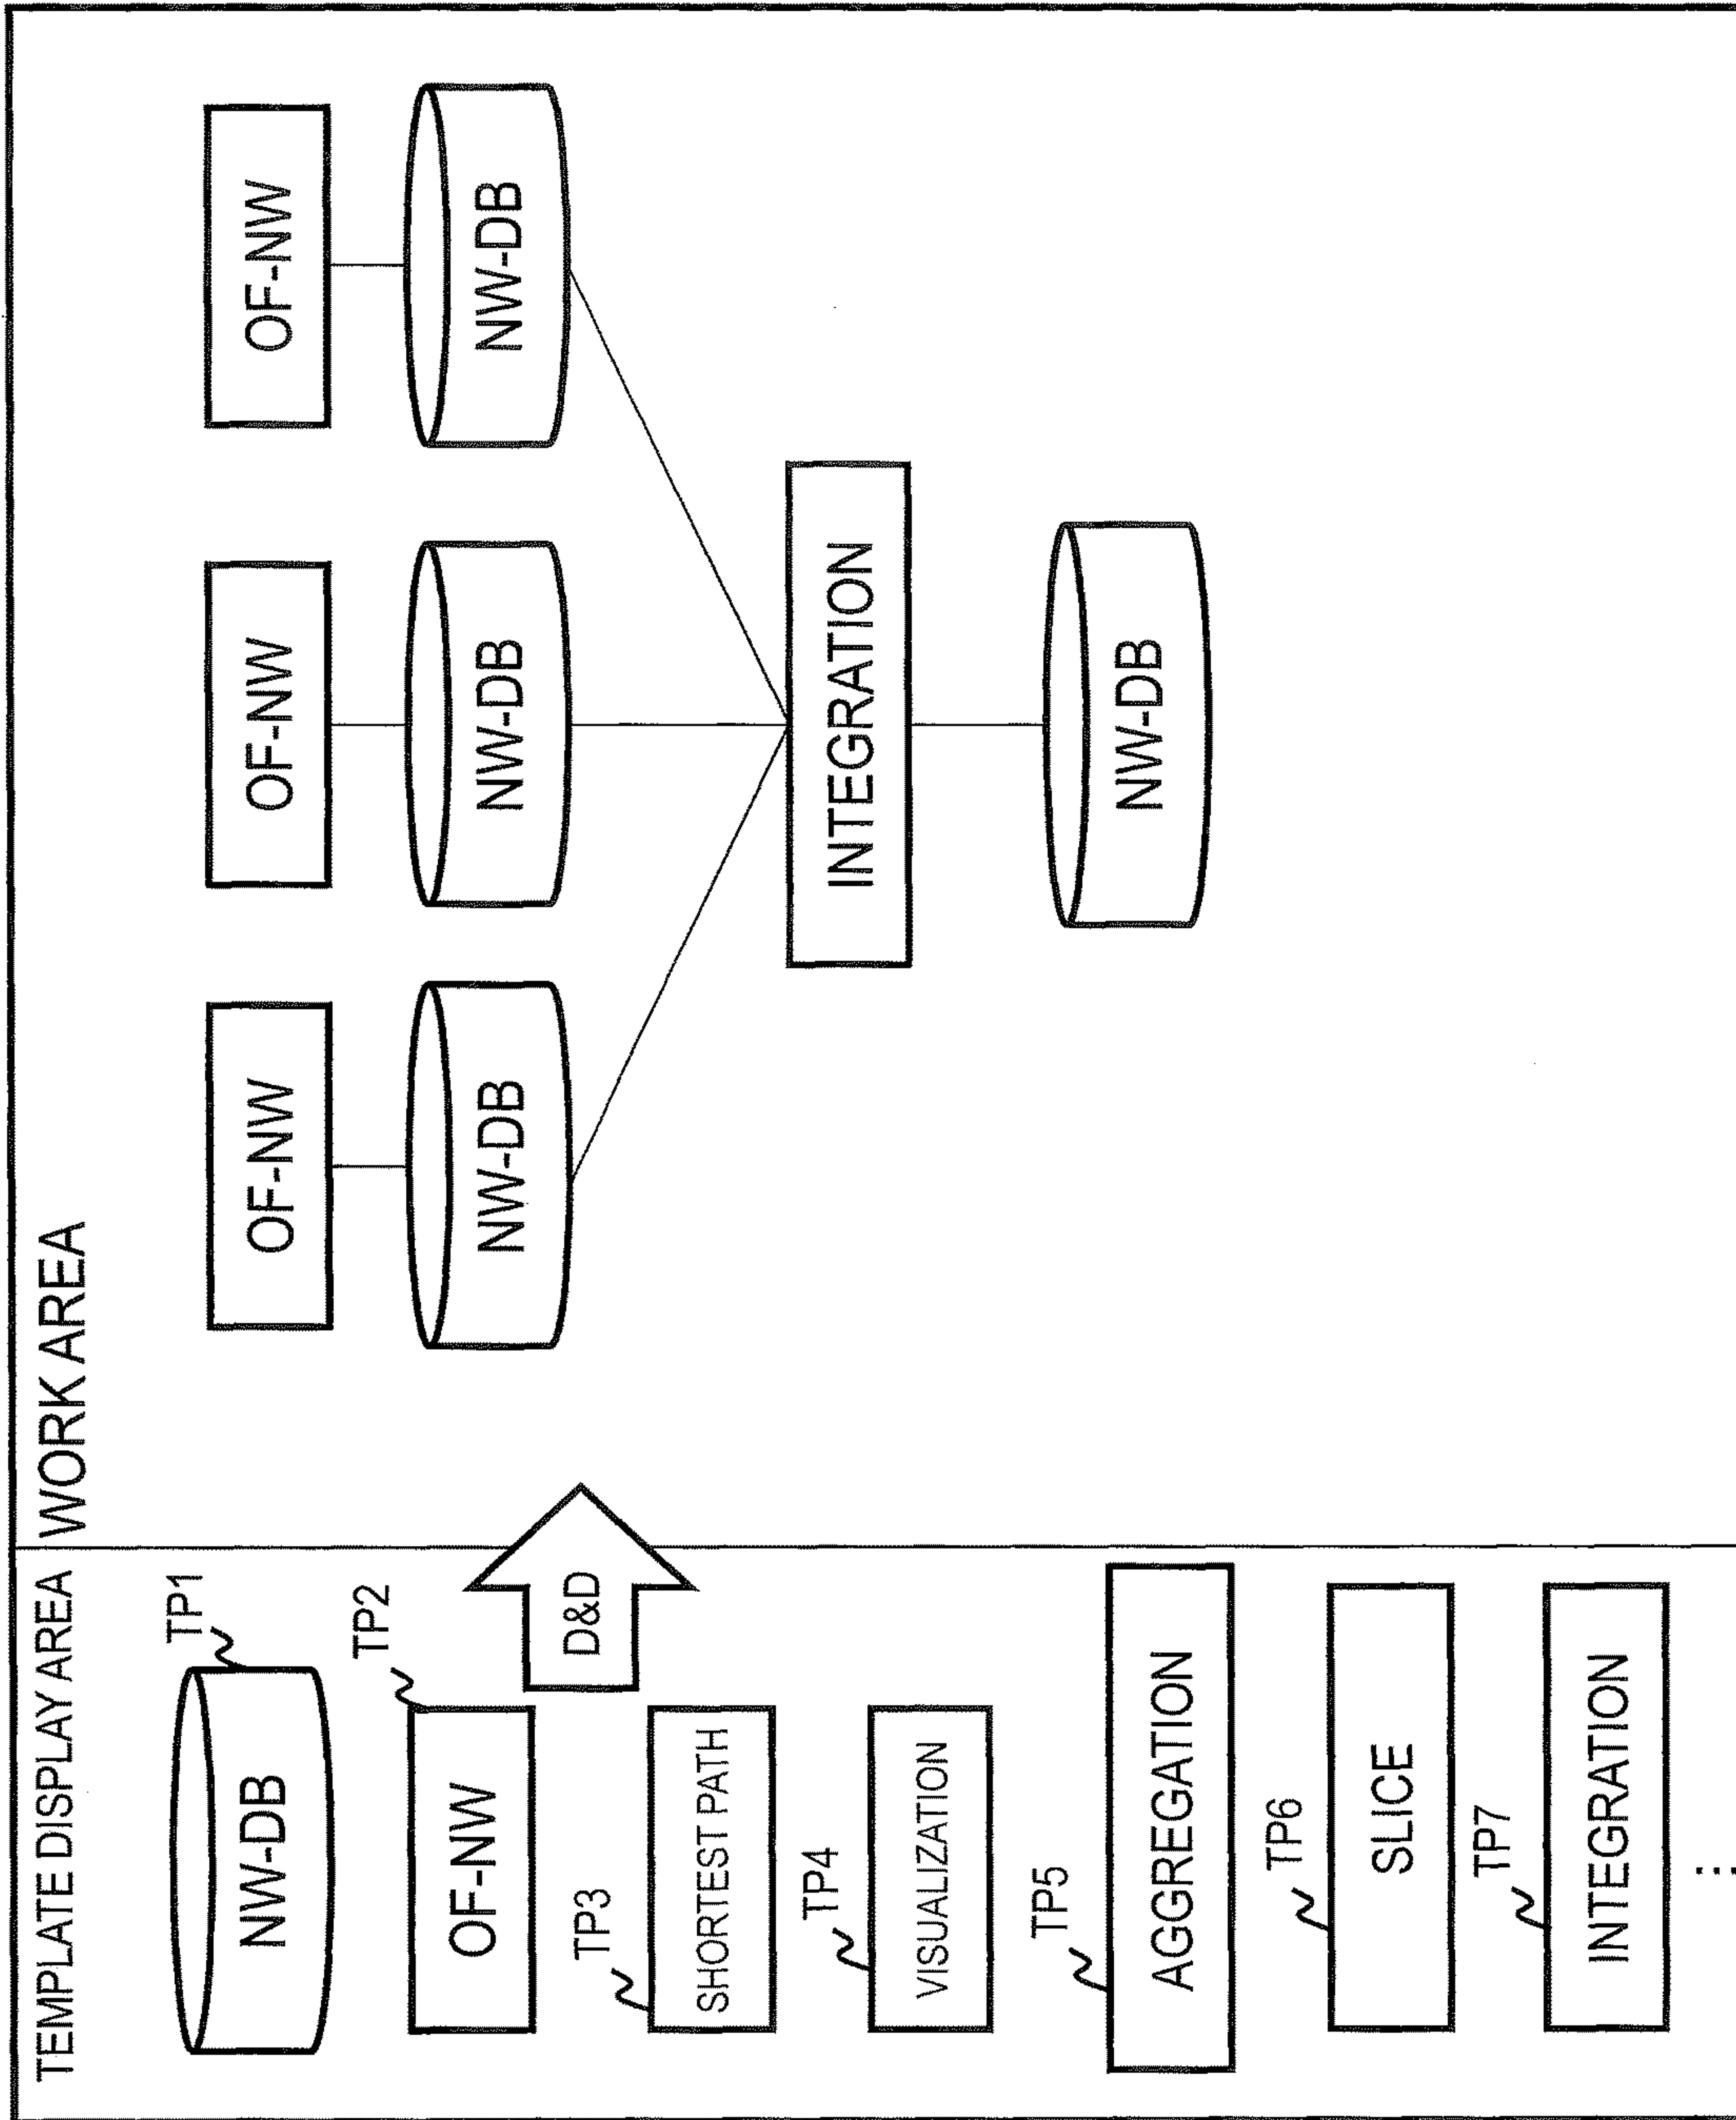 TEMPLATE DISPLAY AREA
TP1
NW-DB
TP2
OF-NW
D&D
TP3
SHORTEST PATH
TP4
VISUALIZATION
TP5
AGGREGATION
TP6
SLICE
TP7
INTEGRATION
⋮
WORK AREA
OF-NW
OF-NW
OF-NW
NW-DB
NW-DB
NW-DB
INTEGRATION
NW-DB